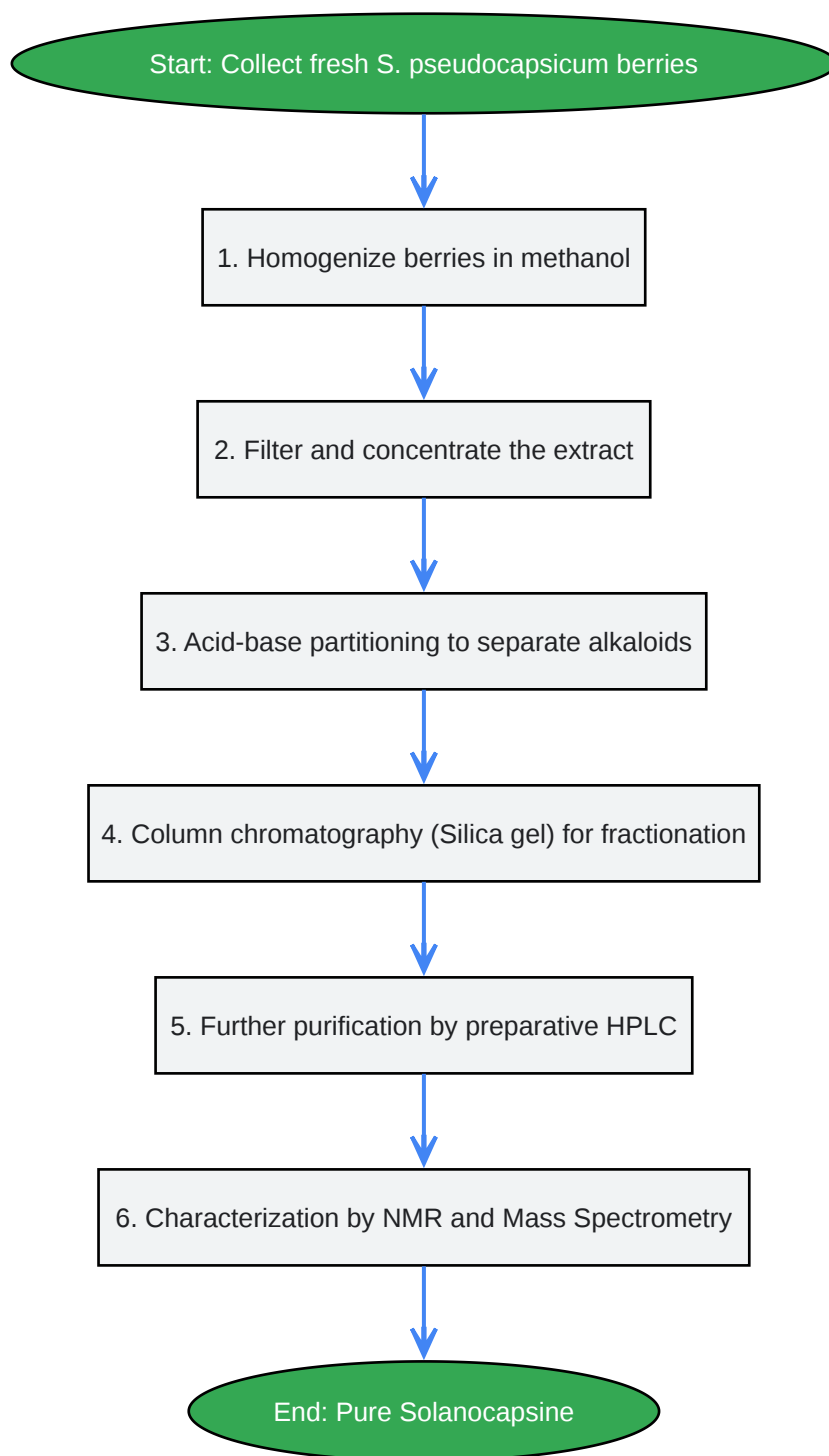 Start: Collect fresh S. pseudocapsicum berries
1. Homogenize berries in methanol
2. Filter and concentrate the extract
3. Acid-base partitioning to separate alkaloids
4. Column chromatography (Silica gel) for fractionation
5. Further purification by preparative HPLC
6. Characterization by NMR and Mass Spectrometry
End: Pure Solanocapsine